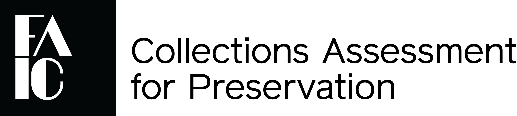 FA
IC
Collections Assessment
for Preservation